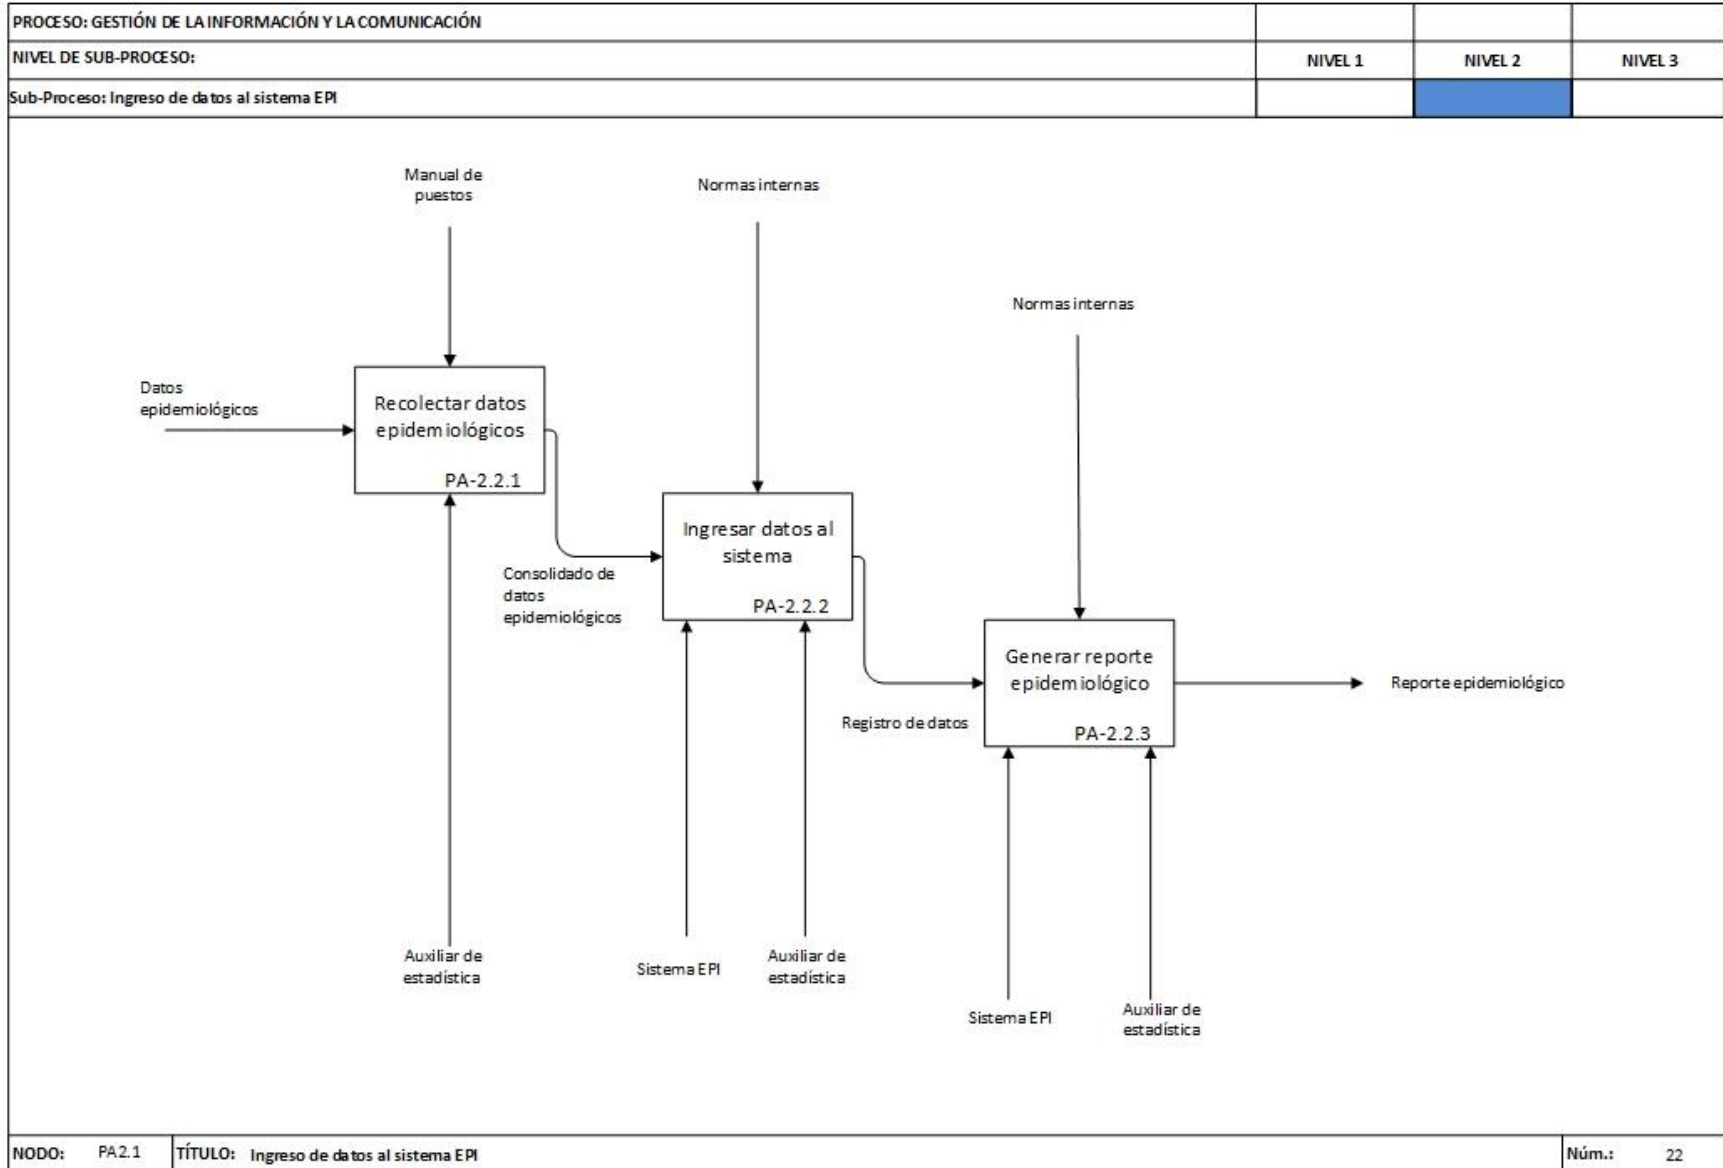 PROCESO: GESTIÓN DE LA INFORMACIÓN Y LA COMUNICACIÓN
NIVEL DE SUB-PROCESO:
NIVEL 1
NIVEL 2
NIVEL 3
Sub-Proceso: Ingreso de datos al sistema EPI
Manual de
puestos
Normas internas
Normas internas
Datos
epidemiológicos
Recolectar datos
epidemiológicos
PA-2.2.1
Ingresar datos al
sistema
PA-2.2.2
Consolidado de
datos
epidemiológicos
Generar reporte
epidemiológico
PA-2.2.3
Registro de datos
Reporte epidemiológico
Auxiliar de
estadística
Sistema EPI
Auxiliar de
estadística
Sistema EPI
Auxiliar de
estadística
NODO: PA2.1
TÍTULO: Ingreso de datos al sistema EPI
Núm.: 22